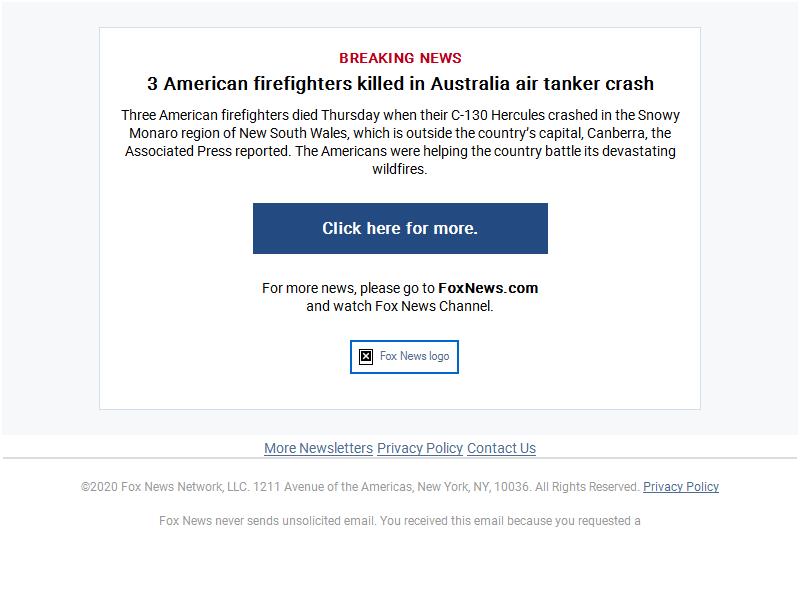 BREAKING NEWS
3 American firefighters killed in Australia air tanker crash
Three American firefighters died Thursday when their C-130 Hercules crashed in the Snowy
Monaro region of New South Wales, which is outside the country's capital, Canberra, the
Associated Press reported. The Americans were helping the country battle its devastating
wildfires.
Click here for more.
For more news, please go to FoxNews.com
and watch Fox News Channel.
Fox News logo
More Newsletters Privacy Policy Contact Us
©2020 Fox News Network, LLC. 1211 Avenue of the Americas, New York, NY, 10036. All Rights Reserved. Privacy Policy
Fox News never sends unsolicited email. You received this email because you requested a